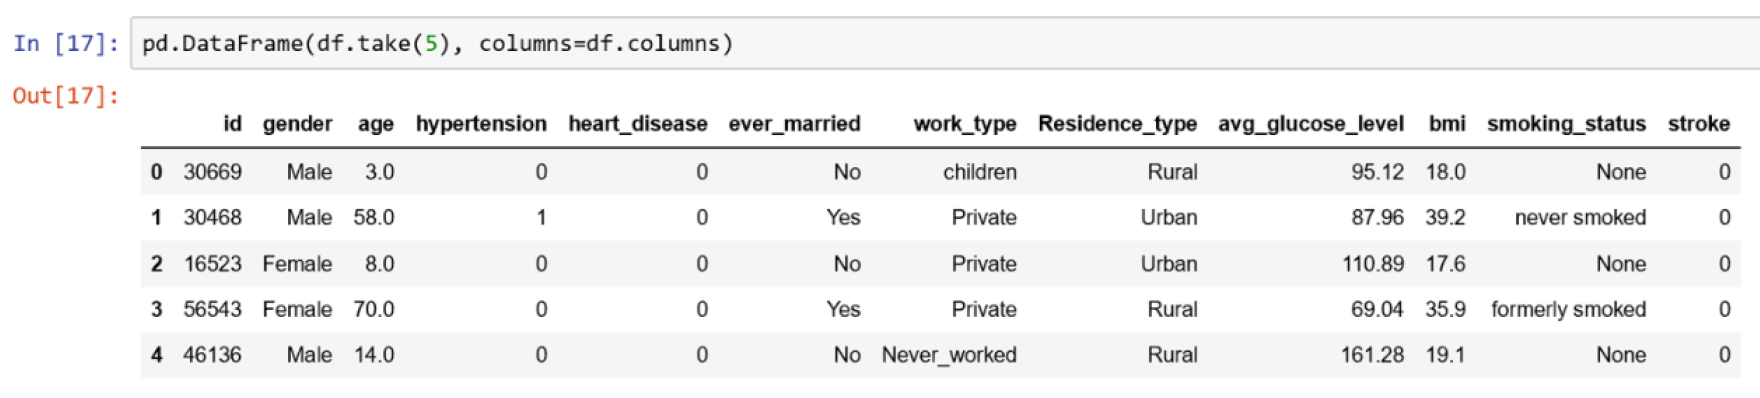 In [17]: pd.DataFrame(df.take(5), columns=df.columns)
Out[17]:
id gender age hypertension heart_disease ever_married work_type Residence_type avg_glucose_level bmi smoking_status stroke
0 30669 Male 3.0 0 0 No children Rural 95.12 18.0 None 0
1 30468 Male 58.0 1 0 Yes Private Urban 87.96 39.2 never smoked 0
2 16523 Female 8.0 0 0 No Private Urban 110.89 17.6 None 0
3 56543 Female 70.0 0 0 Yes Private Rural 69.04 35.9 formerly smoked 0
4 46136 Male 14.0 0 0 No Never_worked Rural 161.28 19.1 None 0